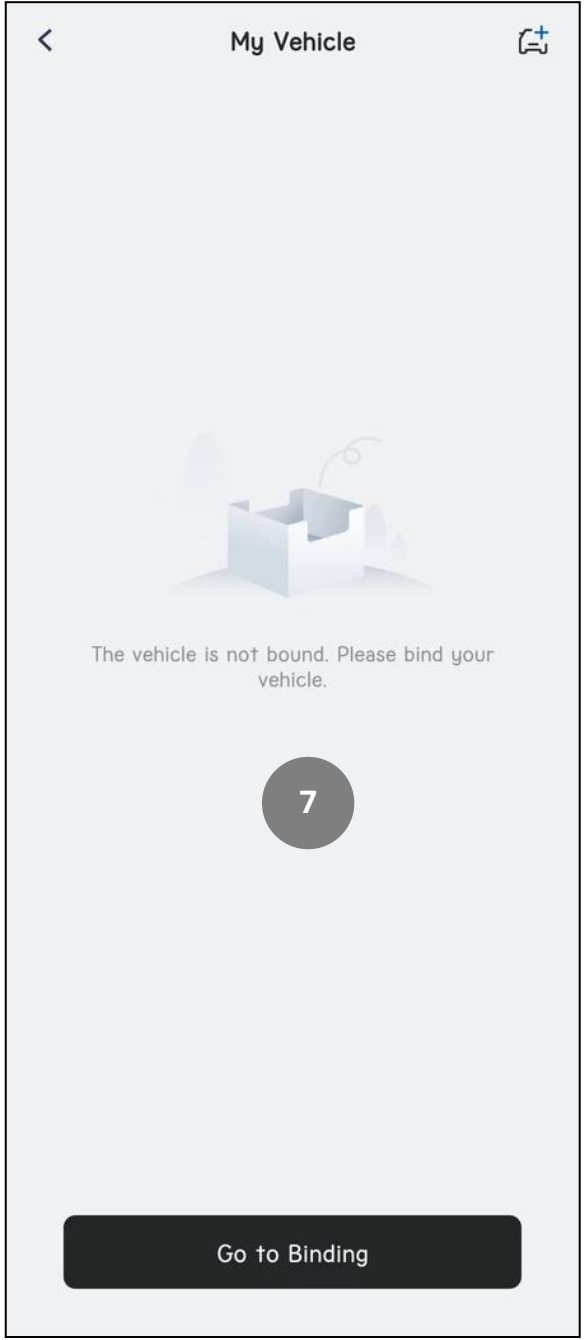 My Vehicle
The vehicle is not bound. Please bind your
vehicle.
7
Go to Binding